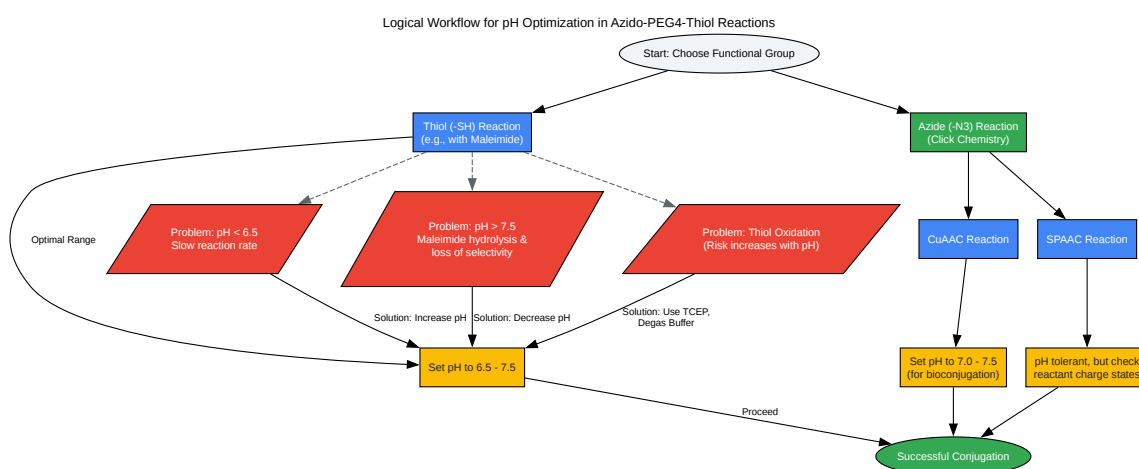 Logical Workflow for pH Optimization in Azido-PEG4-Thiol Reactions
Start: Choose Functional Group
Thiol (-SH) Reaction
(e.g., with Maleimide)
Azide (-N3) Reaction
(Click Chemistry)
Optimal Range
Problem: pH < 6.5
Slow reaction rate
Problem: pH > 7.5
Maleimide hydrolysis &
loss of selectivity
Problem: Thiol Oxidation
(Risk increases with pH)
CuAAC Reaction
SPAAC Reaction
Solution: Increase pH
Solution: Decrease pH
Solution: Use TCEP,
Degas Buffer
Set pH to 6.5 - 7.5
Set pH to 7.0 - 7.5
(for bioconjugation)
pH tolerant, but check
reactant charge states
Proceed
Successful Conjugation